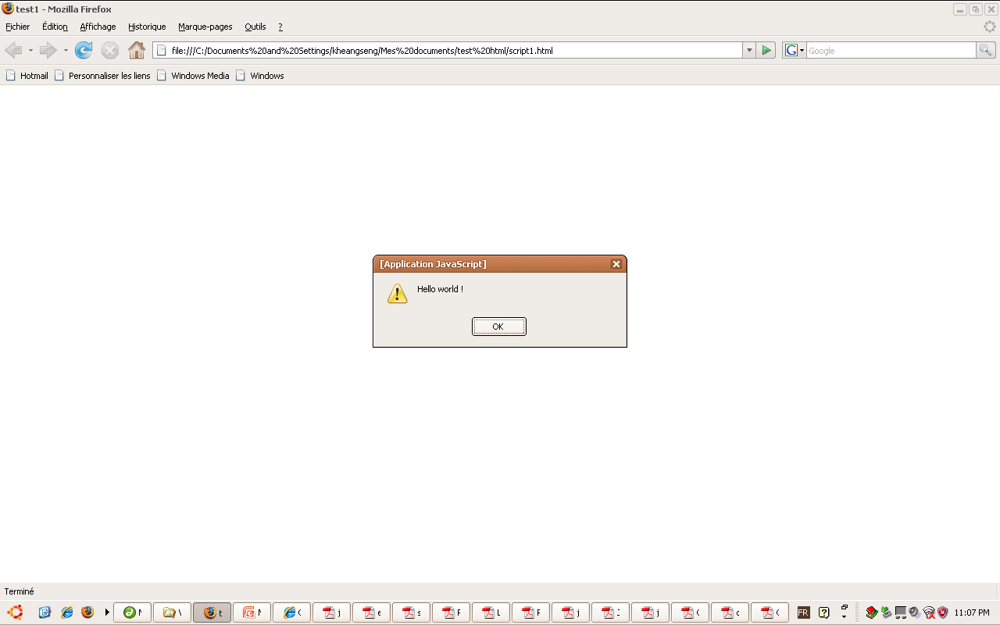 test1 - Mozilla Firefox
Fichier Édition Affichage Historique Marque-pages Outils ?
file:///C:/Documents%20and%20Settings/kheangseng/Mes%20documents/test%20html/script1.html
G Google
Hotmail Personnaliser les liens Windows Media Windows
[Application JavaScript]
Hello world !
OK
Terminé
t j e s F L F j j c FR 11:07 PM